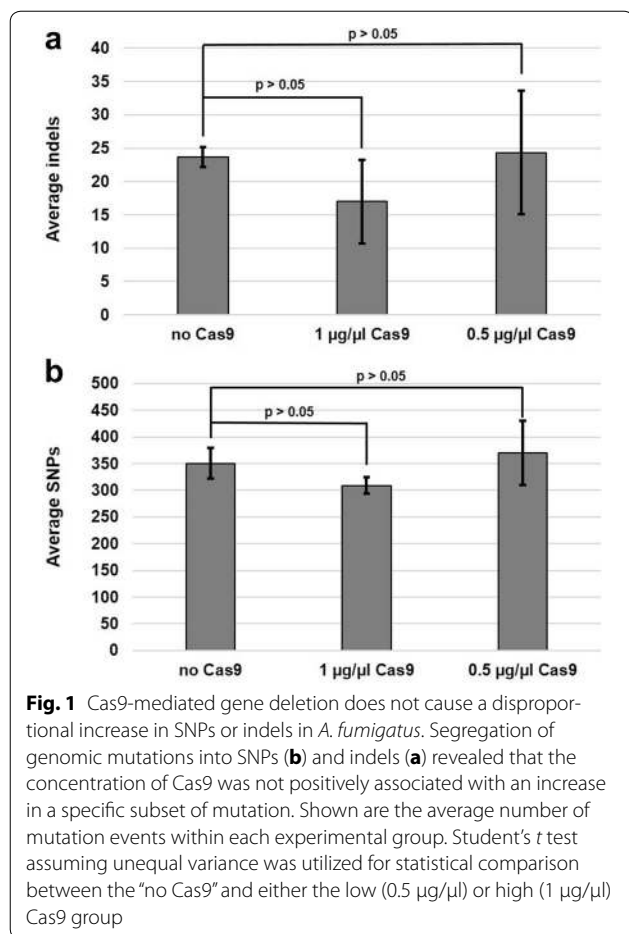 a
p > 0.05
p > 0.05
Average indels
40
35
30
25
20
15
10
5
0
no Cas9 1 µg/µl Cas9 0.5 µg/µl Cas9
b
p > 0.05
p > 0.05
Average SNPs
500
450
400
350
300
250
200
150
100
50
0
no Cas9 1 µg/µl Cas9 0.5 µg/µl Cas9
Fig. 1 Cas9-mediated gene deletion does not cause a dispropor-
tional increase in SNPs or indels in A. fumigatus. Segregation of
genomic mutations into SNPs (b) and indels (a) revealed that the
concentration of Cas9 was not positively associated with an increase
in a specific subset of mutation. Shown are the average number of
mutation events within each experimental group. Student's t test
assuming unequal variance was utilized for statistical comparison
between the "no Cas9" and either the low (0.5 µg/µl) or high (1 µg/µl)
Cas9 group